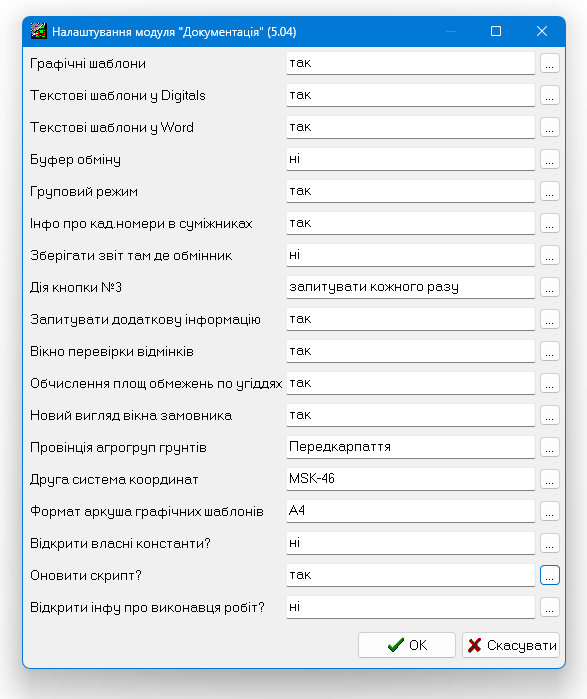 Налаштування модуля "Документація" (5.04)
Графічні шаблони так ...
Текстові шаблони у Digitals так ...
Текстові шаблони у Word так ...
Буфер обміну ні ...
Груповий режим так ...
Інфо про кад.номери в суміжниках так ...
Зберігати звіт там де обмінник ні ...
Дія кнопки №3 запитувати кожного разу ...
Запитувати додаткову інформацію так ...
Вікно перевірки відмінків так ...
Обчислення площ обмежень по угіддях так ...
Новий вигляд вікна замовника так ...
Провінція агрогруп грунтів Передкарпаття ...
Друга система координат MSK-46 ...
Формат аркуша графічних шаблонів A4 ...
Відкрити власні константи? ні ...
Оновити скрипт? так ...
Відкрити інфу про виконавця робіт? ні ...
OK Скасувати